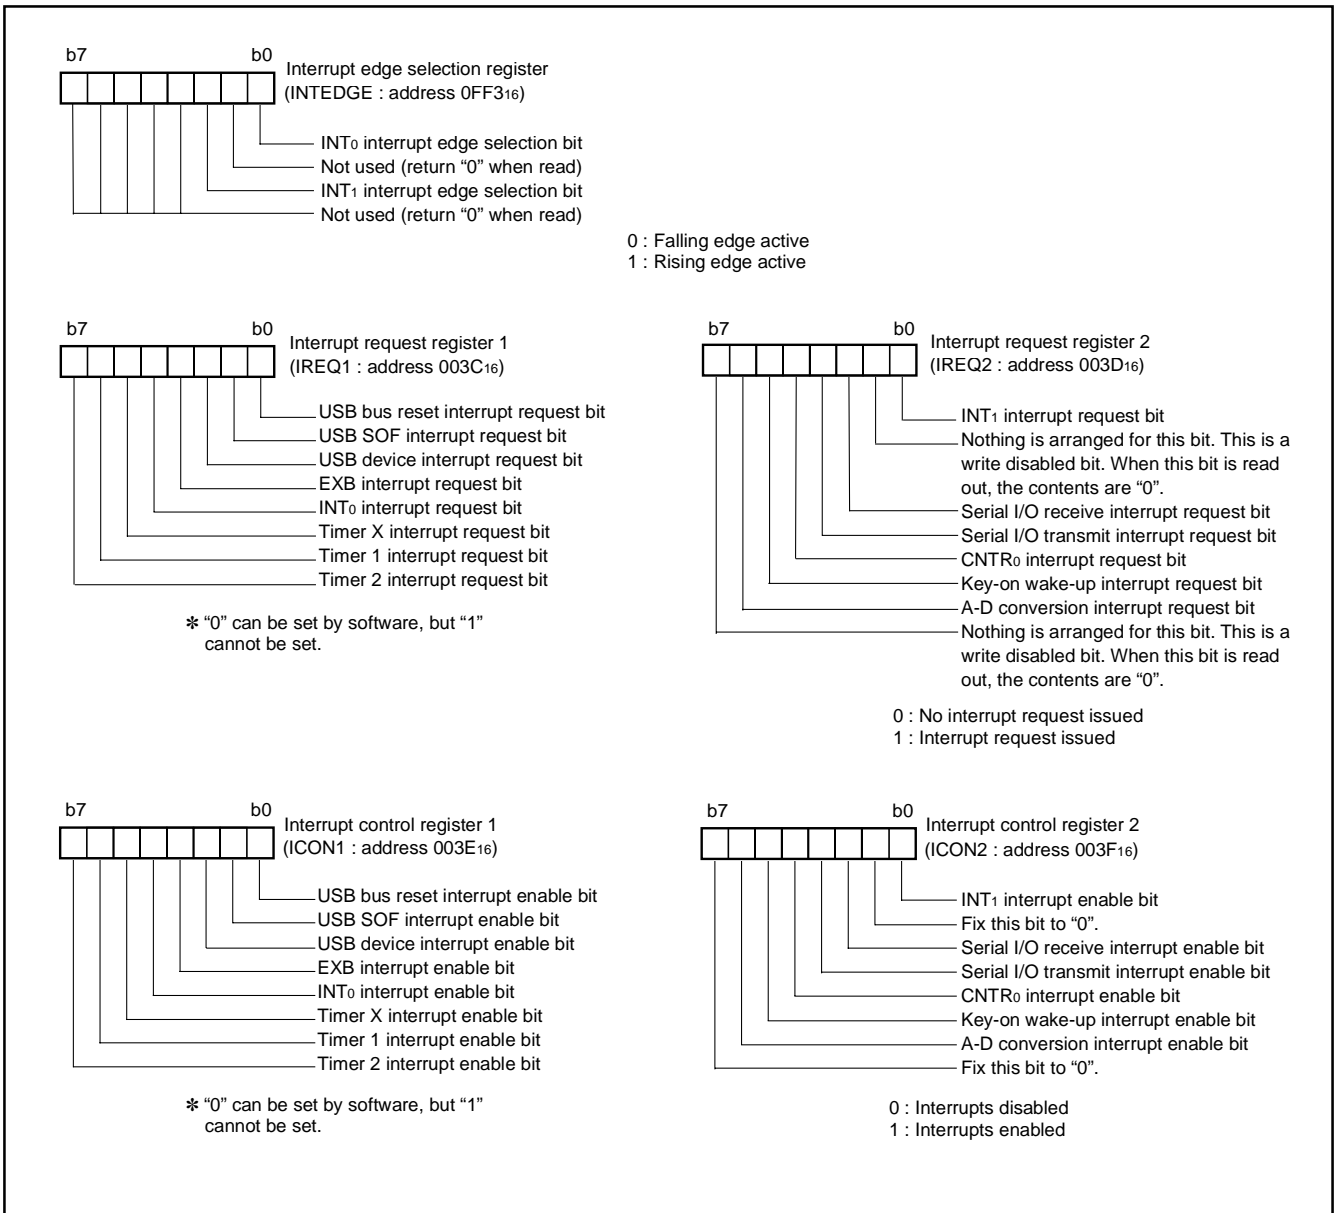 b7 b0
Interrupt edge selection register
(INTEDGE : address 0FF316)
INT0 interrupt edge selection bit
Not used (return “0” when read)
INT1 interrupt edge selection bit
Not used (return “0” when read)
0 : Falling edge active
1 : Rising edge active
b7 b0
Interrupt request register 1
(IREQ1 : address 003C16)
USB bus reset interrupt request bit
USB SOF interrupt request bit
USB device interrupt request bit
EXB interrupt request bit
INT0 interrupt request bit
Timer X interrupt request bit
Timer 1 interrupt request bit
Timer 2 interrupt request bit
✻ “0” can be set by software, but “1”
cannot be set.
b7 b0
Interrupt request register 2
(IREQ2 : address 003D16)
INT1 interrupt request bit
Nothing is arranged for this bit. This is a
write disabled bit. When this bit is read
out, the contents are “0”.
Serial I/O receive interrupt request bit
Serial I/O transmit interrupt request bit
CNTR0 interrupt request bit
Key-on wake-up interrupt request bit
A-D conversion interrupt request bit
Nothing is arranged for this bit. This is a
write disabled bit. When this bit is read
out, the contents are “0”.
0 : No interrupt request issued
1 : Interrupt request issued
b7 b0
Interrupt control register 1
(ICON1 : address 003E16)
USB bus reset interrupt enable bit
USB SOF interrupt enable bit
USB device interrupt enable bit
EXB interrupt enable bit
INT0 interrupt enable bit
Timer X interrupt enable bit
Timer 1 interrupt enable bit
Timer 2 interrupt enable bit
✻ “0” can be set by software, but “1”
cannot be set.
b7 b0
Interrupt control register 2
(ICON2 : address 003F16)
INT1 interrupt enable bit
Fix this bit to “0”.
Serial I/O receive interrupt enable bit
Serial I/O transmit interrupt enable bit
CNTR0 interrupt enable bit
Key-on wake-up interrupt enable bit
A-D conversion interrupt enable bit
Fix this bit to “0”.
0 : Interrupts disabled
1 : Interrupts enabled